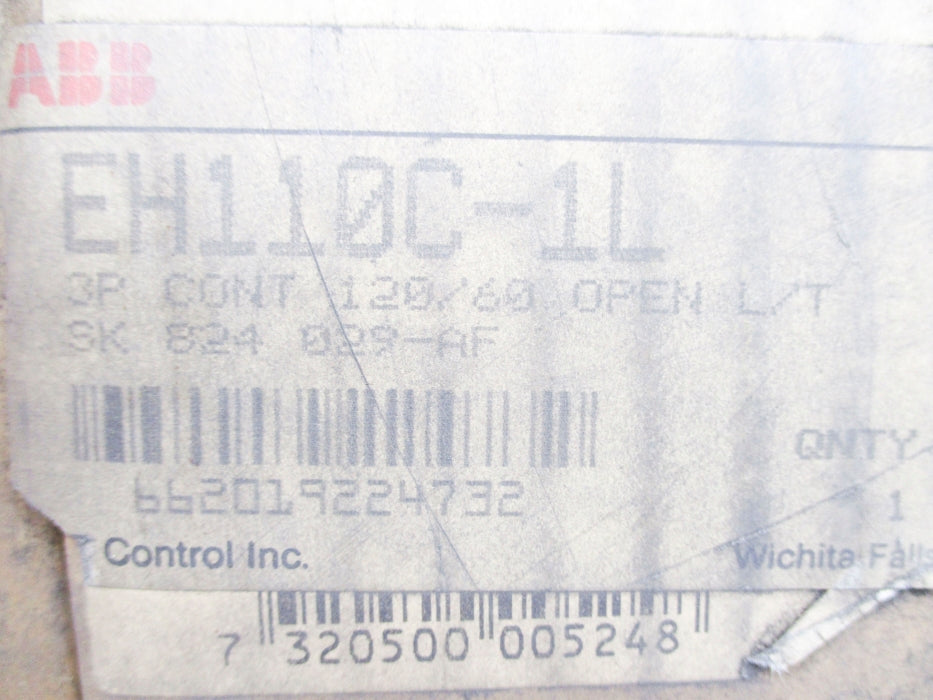 ABB
EH110C-1L
3P CONT 120/60 OPEN L/T
SK 824 029-AF
QNTY
662019224732
1
Control Inc.
Wichita Falls
7 320500 005248